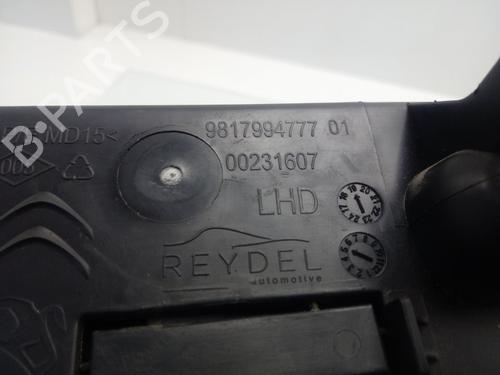 MD15<
9817994777 01
00231607
LHD
REYDEL
automotive
B-PARTS